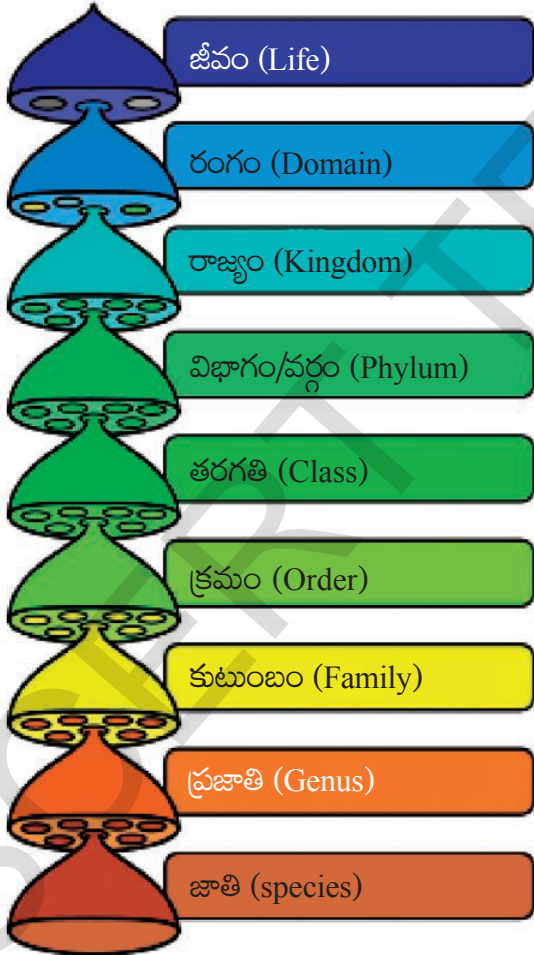 జీవం (Life)
రంగం (Domain)
రాజ్యం (Kingdom)
విభాగం/వర్గం (Phylum)
తరగతి (Class)
క్రమం (Order)
కుటుంబం (Family)
ప్రజాతి (Genus)
జాతి (species)